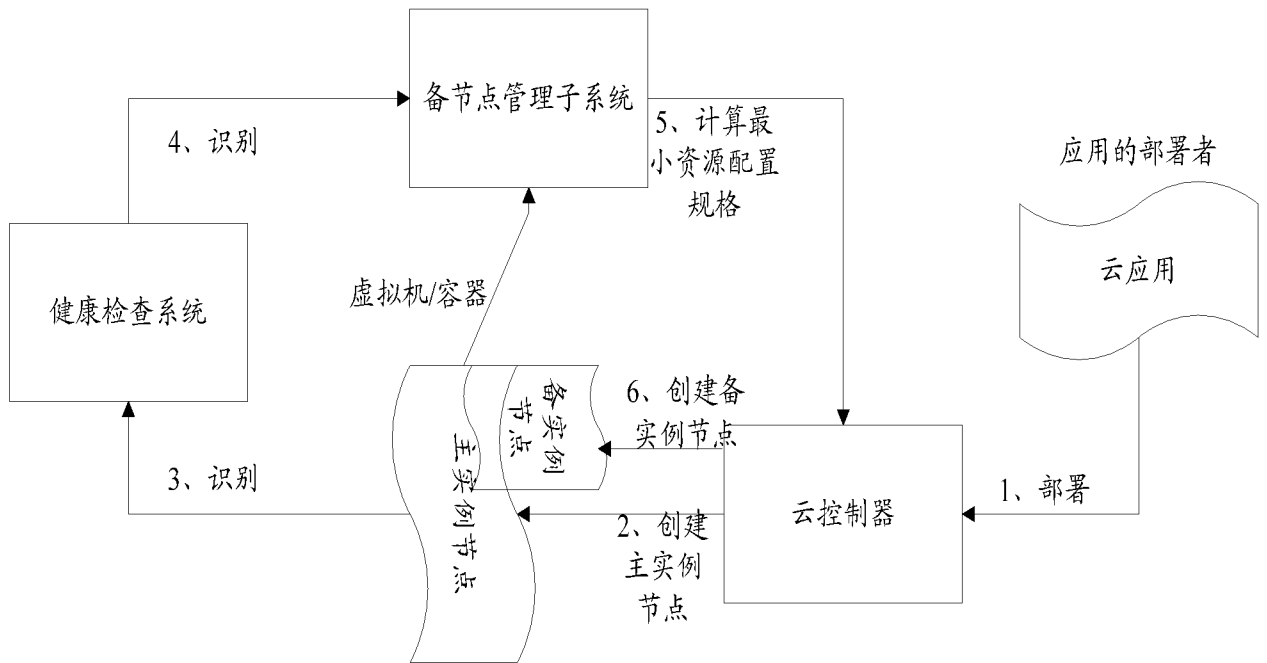 备节点管理子系统
4、识别
5、计算最
小资源配置
规格
应用的部署者
云应用
健康检查系统
虚拟机/容器
备实例
节点
主实例节点
6、创建备
实例节点
3、识别
2、创建
主实例
节点
云控制器
1、部署